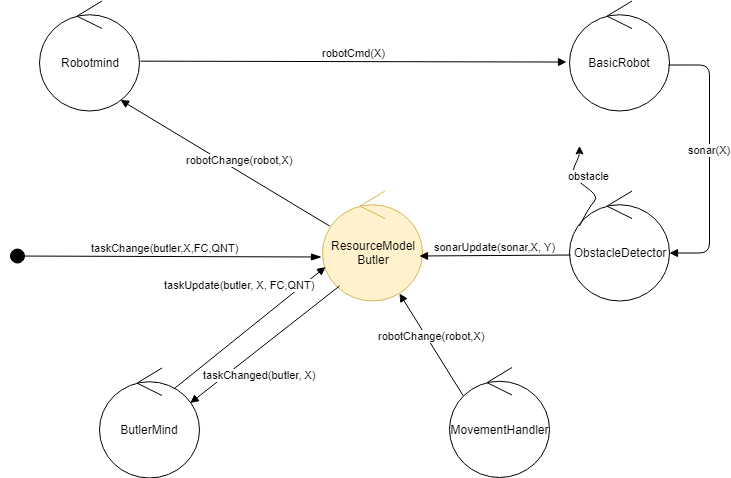 robotCmd(X)
Robotmind
BasicRobot
sonar(X)
robotChange(robot,X)
obstacle
taskChange(butler,X,FC,QNT)
ResourceModel
Butler
sonarUpdate(sonar,X, Y)
ObstacleDetector
taskUpdate(butler, X, FC,QNT)
robotChange(robot,X)
taskChanged(butler, X)
ButlerMind
MovementHandler